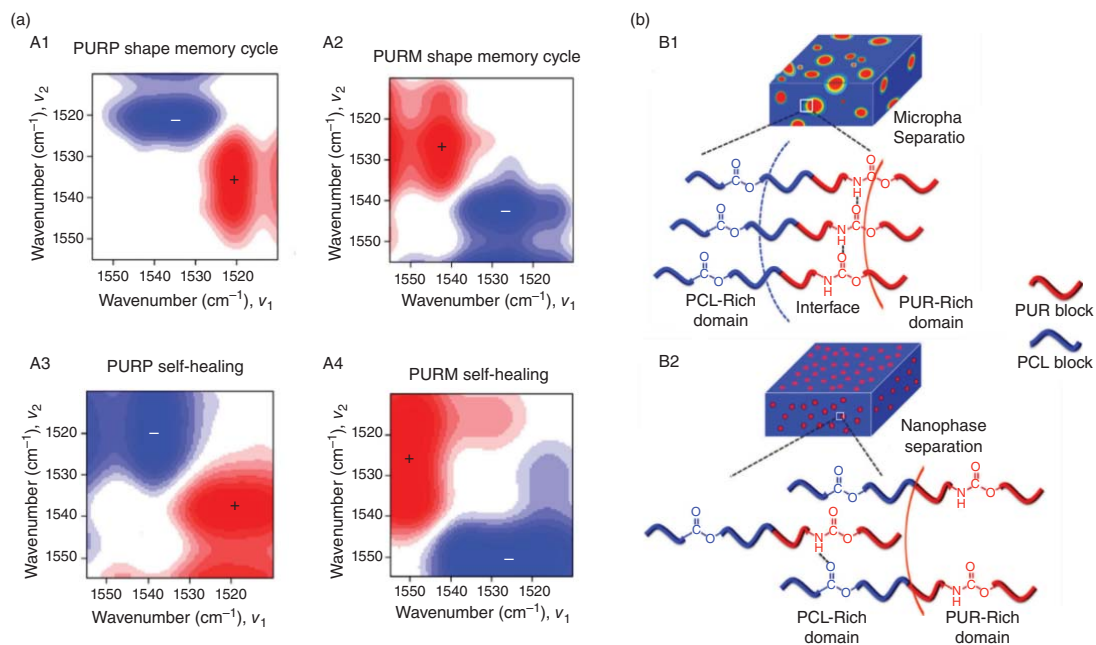 (a)
A1
PURP shape memory cycle
Wavenumber (cm⁻¹), ν₂
1520
1530
1540
1550
−
+
1550 1540 1530 1520
Wavenumber (cm⁻¹), ν₁
A2
PURM shape memory cycle
Wavenumber (cm⁻¹), ν₂
1520
1530
1540
1550
+
−
1550 1540 1530 1520
Wavenumber (cm⁻¹), ν₁
A3
PURP self-healing
Wavenumber (cm⁻¹), ν₂
1520
1530
1540
1550
−
+
1550 1540 1530 1520
Wavenumber (cm⁻¹), ν₁
A4
PURM self-healing
Wavenumber (cm⁻¹), ν₂
1520
1530
1540
1550
+
−
1550 1540 1530 1520
Wavenumber (cm⁻¹), ν₁
(b)
B1
Micropha
Separatio
O
C
O
N
H
O
C
O
O
C
O
N
H
O
C
O
O
C
O
N
H
O
C
O
PCL-Rich
domain
Interface
PUR-Rich
domain
PUR block
PCL block
B2
Nanophase
separation
O
C
O
N
H
O
C
O
O
C
O
N
H
O
C
O
O
C
O
N
H
O
C
O
PCL-Rich
domain
PUR-Rich
domain